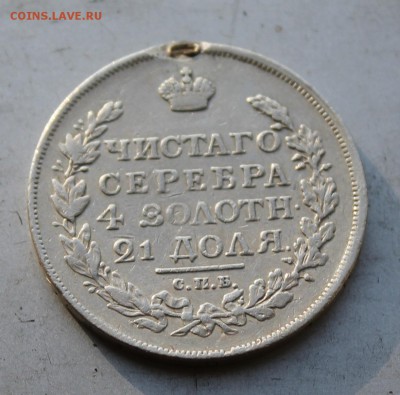 COINS.LAVE.RU
ЧИСТАГО
СЕРЕБРА
4 ЗОЛОТН.
21 ДОЛЯ.
С.П.Б.